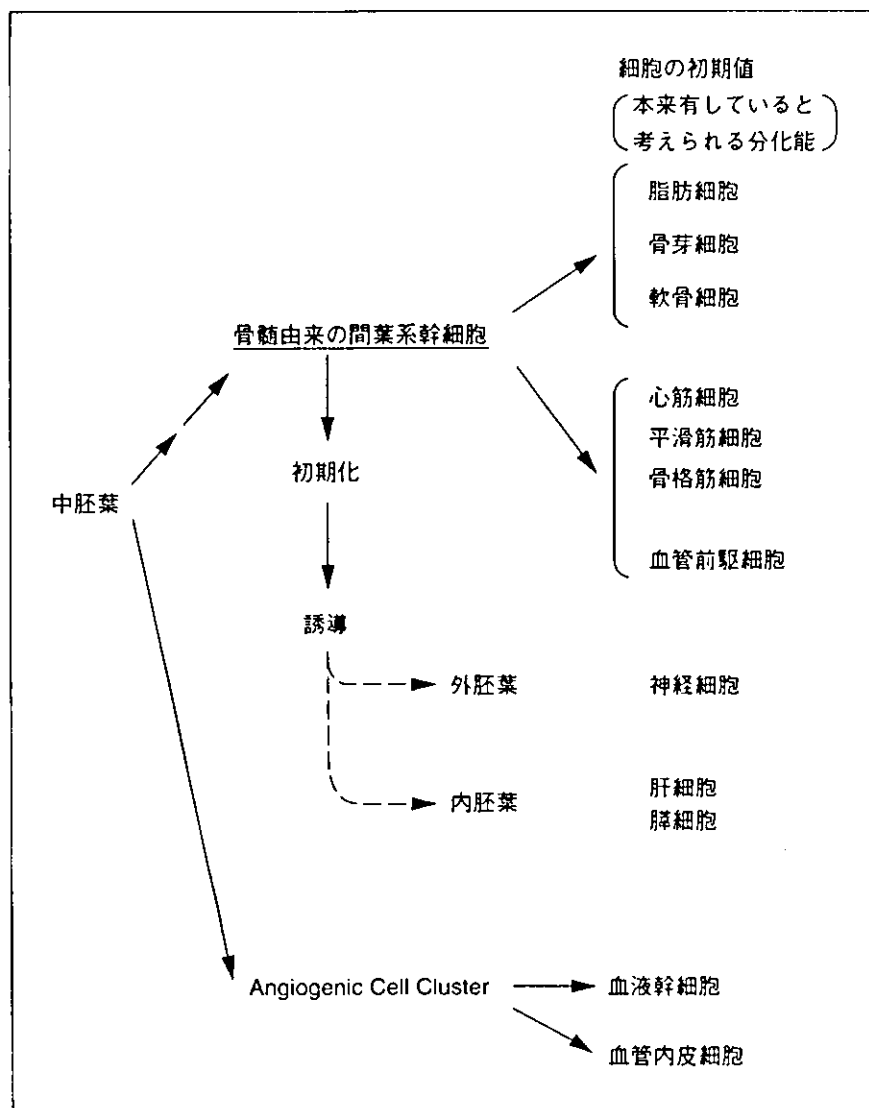 細胞の初期値
本来有していると
考えられる分化能
脂肪細胞
骨芽細胞
軟骨細胞
骨髄由来の間葉系幹細胞
心筋細胞
平滑筋細胞
骨格筋細胞
血管前駆細胞
初期化
中胚葉
誘導
外胚葉 神経細胞
内胚葉
肝細胞
膵細胞
Angiogenic Cell Cluster
血液幹細胞
血管内皮細胞